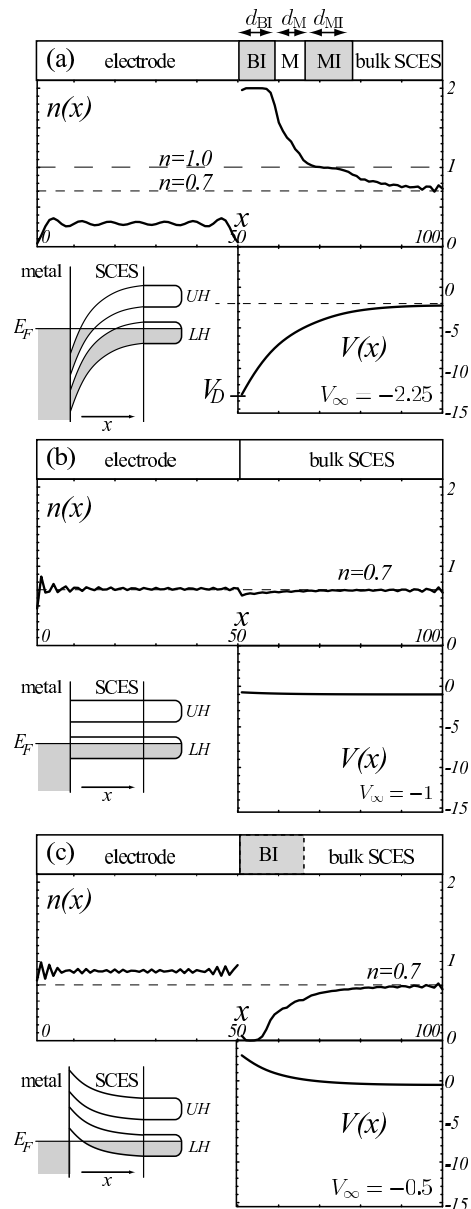 d_BI d_M d_MI
(a) electrode BI M MI bulk SCES
n(x)
2
n=1.0
1
n=0.7
x
0 50 100
metal SCES
UH
E_F
LH
x
0
-5
V(x)
-10
V_D
V_∞ = −2.25
-15
(b) electrode bulk SCES
2
n(x)
1
n=0.7
x
0 50 100
metal SCES
UH
E_F
LH
x
0
-5
V(x)
-10
V_∞ = −1
-15
(c) electrode BI bulk SCES
2
n(x)
1
n=0.7
x
0 50 100
metal SCES
UH
E_F
LH
x
0
-5
V(x)
-10
V_∞ = −0.5
-15